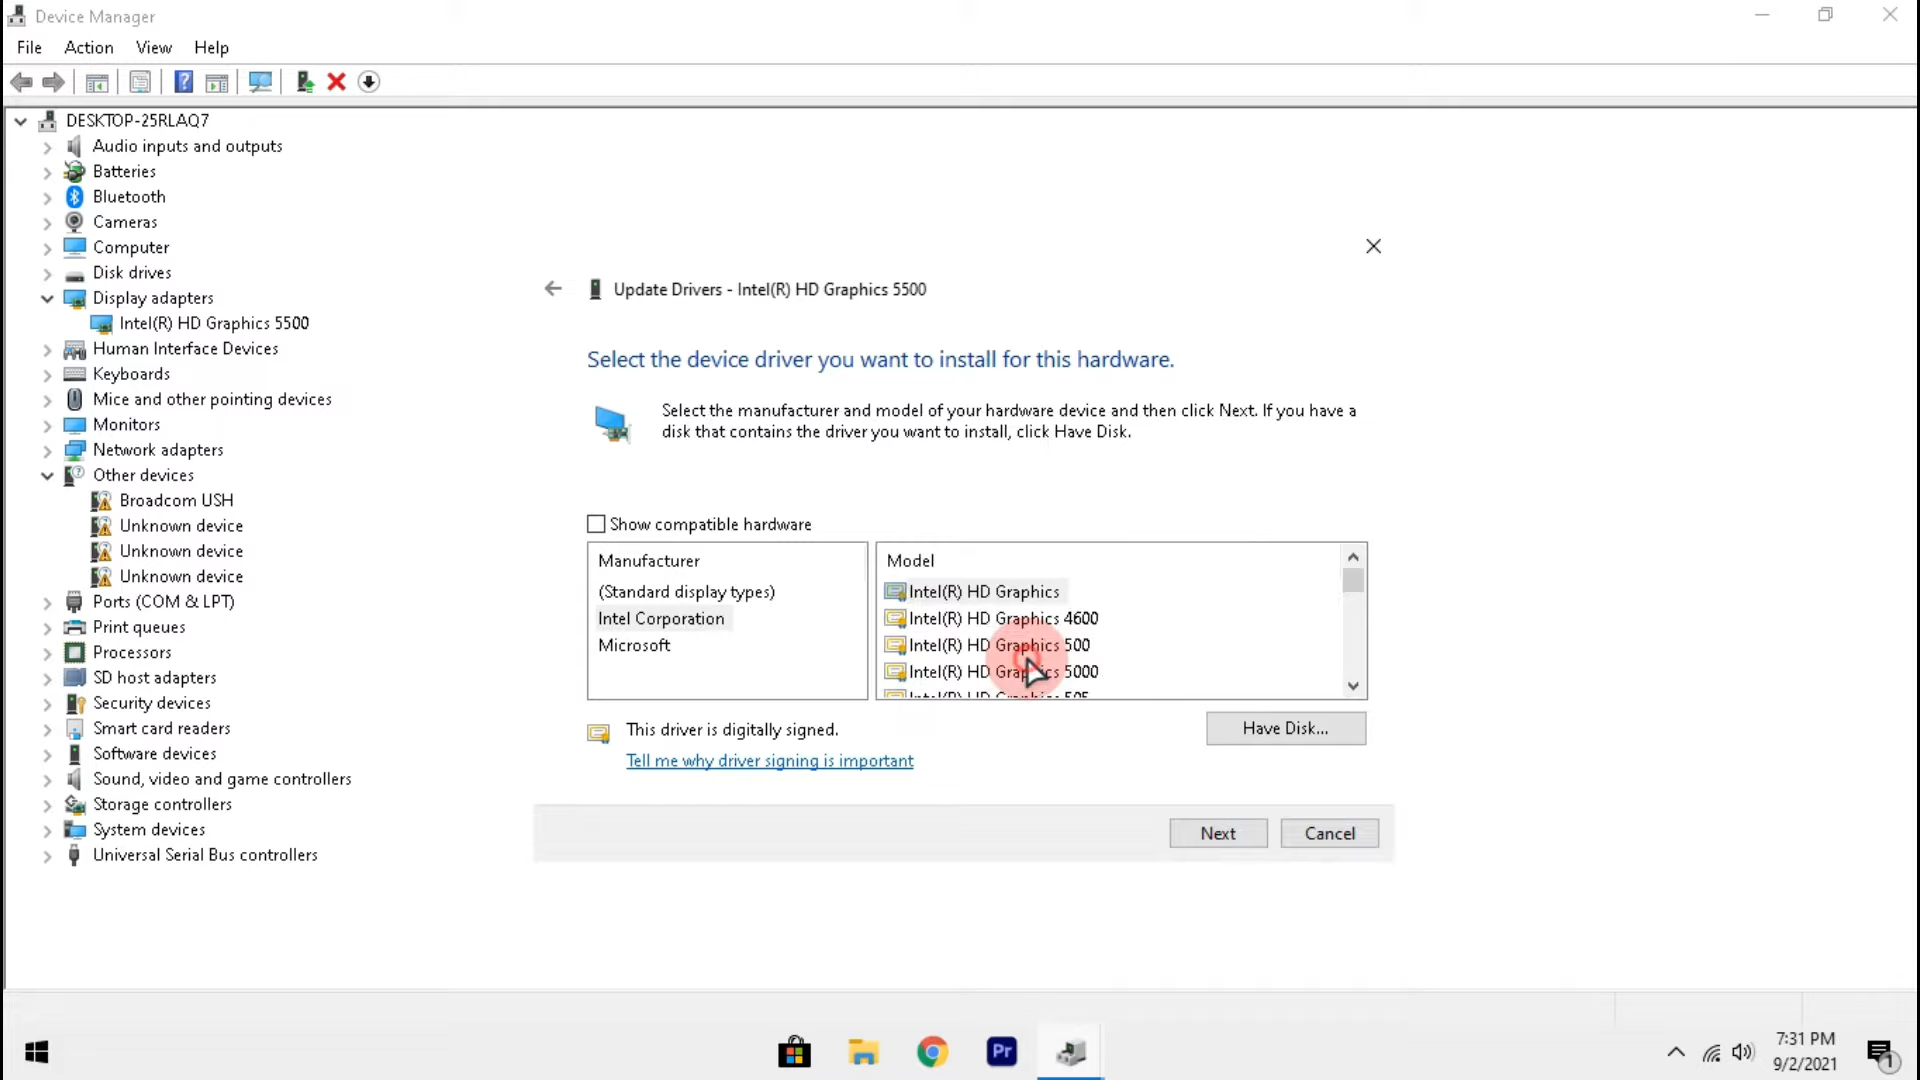 Device Manager
File Action View Help
DESKTOP-25RLAQ7
Audio inputs and outputs
Batteries
Bluetooth
Cameras
Computer
Disk drives
Display adapters
Intel(R) HD Graphics 5500
Human Interface Devices
Keyboards
Mice and other pointing devices
Monitors
Network adapters
Other devices
Broadcom USH
Unknown device
Unknown device
Unknown device
Ports (COM & LPT)
Print queues
Processors
SD host adapters
Security devices
Smart card readers
Software devices
Sound, video and game controllers
Storage controllers
System devices
Universal Serial Bus controllers
Update Drivers - Intel(R) HD Graphics 5500
Select the device driver you want to install for this hardware.
Select the manufacturer and model of your hardware device and then click Next. If you have a
disk that contains the driver you want to install, click Have Disk.
Show compatible hardware
Manufacturer
(Standard display types)
Intel Corporation
Microsoft
Model
Intel(R) HD Graphics
Intel(R) HD Graphics 4600
Intel(R) HD Graphics 500
Intel(R) HD Graphics 5000
Intel(R) HD Graphics 505
This driver is digitally signed.
Tell me why driver signing is important
Have Disk...
Next
Cancel
Pr
7:31 PM
9/2/2021
1